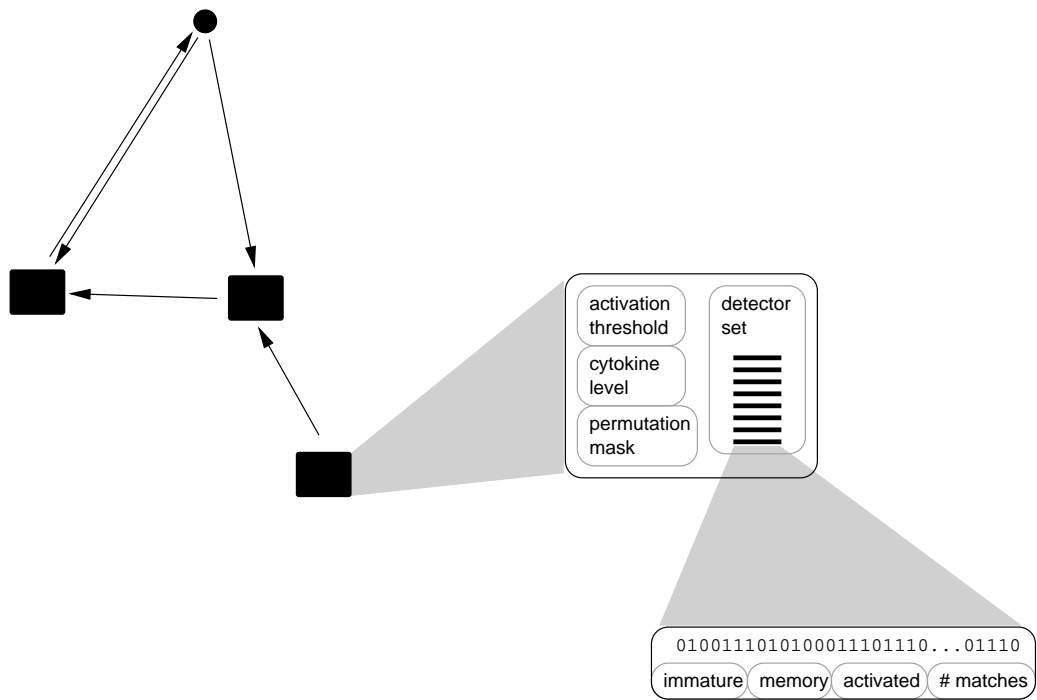 activation
threshold
cytokine
level
permutation
mask
detector
set
0100111010100011101110...01110
immature
memory
activated
# matches